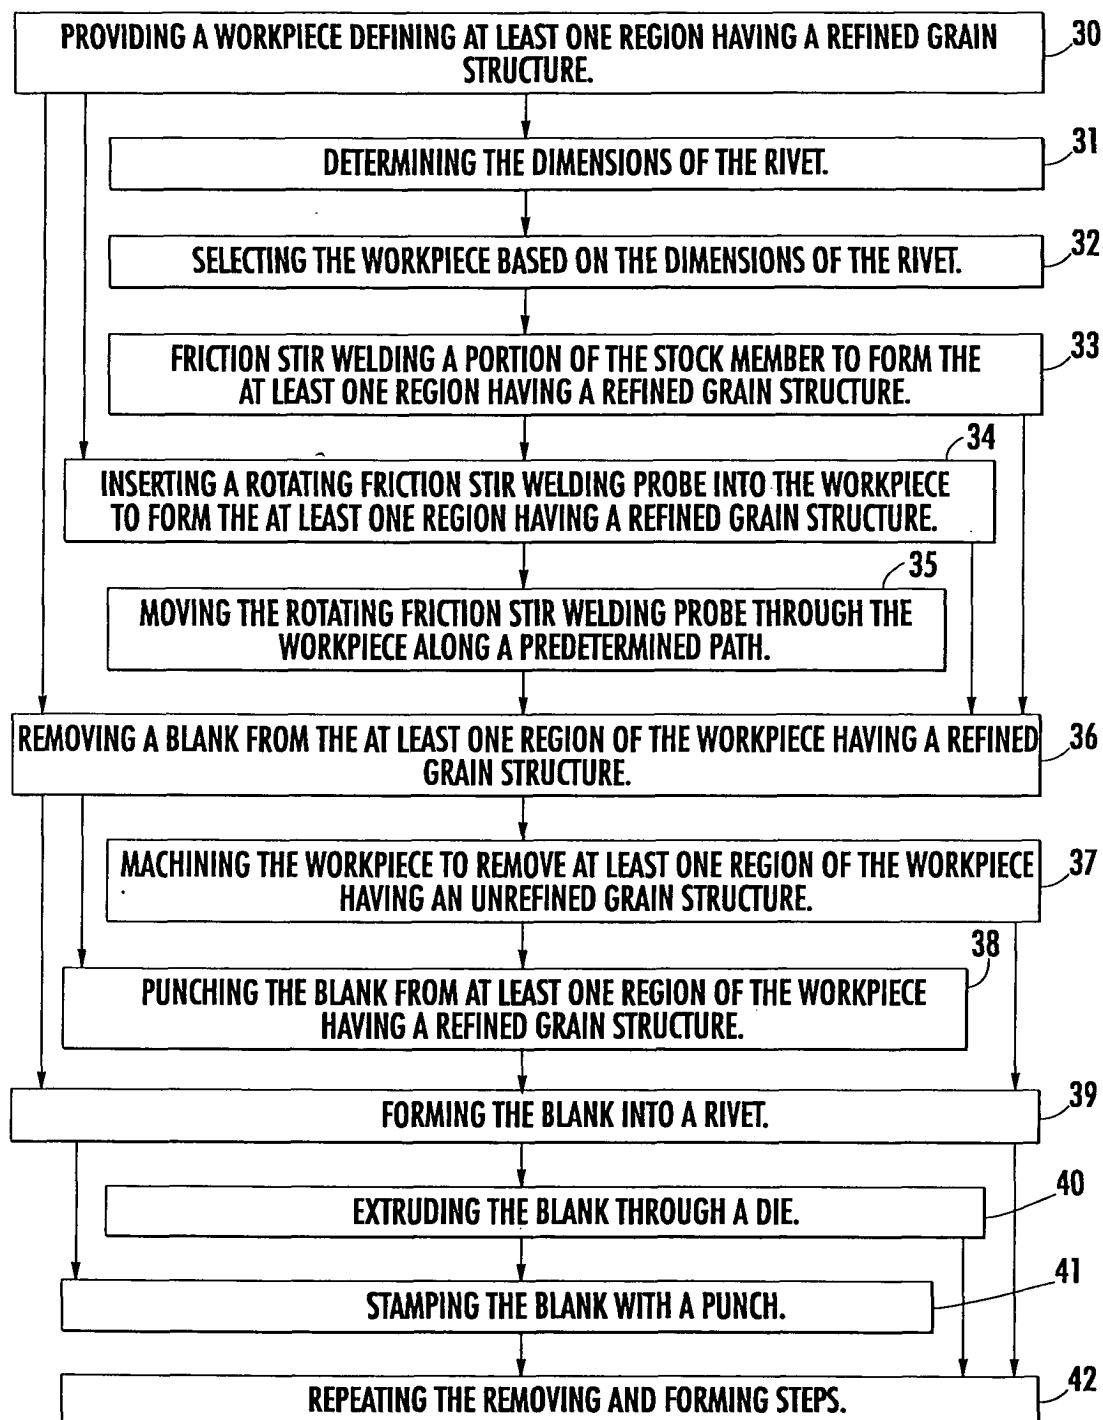 PROVIDING A WORKPIECE DEFINING AT LEAST ONE REGION HAVING A REFINED GRAIN
STRUCTURE.
30
DETERMINING THE DIMENSIONS OF THE RIVET.
31
SELECTING THE WORKPIECE BASED ON THE DIMENSIONS OF THE RIVET.
32
FRICTION STIR WELDING A PORTION OF THE STOCK MEMBER TO FORM THE
AT LEAST ONE REGION HAVING A REFINED GRAIN STRUCTURE.
33
34
INSERTING A ROTATING FRICTION STIR WELDING PROBE INTO THE WORKPIECE
TO FORM THE AT LEAST ONE REGION HAVING A REFINED GRAIN STRUCTURE.
35
MOVING THE ROTATING FRICTION STIR WELDING PROBE THROUGH THE
WORKPIECE ALONG A PREDETERMINED PATH.
REMOVING A BLANK FROM THE AT LEAST ONE REGION OF THE WORKPIECE HAVING A REFINED
GRAIN STRUCTURE.
36
MACHINING THE WORKPIECE TO REMOVE AT LEAST ONE REGION OF THE WORKPIECE
HAVING AN UNREFINED GRAIN STRUCTURE.
37
38
PUNCHING THE BLANK FROM AT LEAST ONE REGION OF THE WORKPIECE
HAVING A REFINED GRAIN STRUCTURE.
FORMING THE BLANK INTO A RIVET.
39
EXTRUDING THE BLANK THROUGH A DIE.
40
STAMPING THE BLANK WITH A PUNCH.
41
REPEATING THE REMOVING AND FORMING STEPS.
42